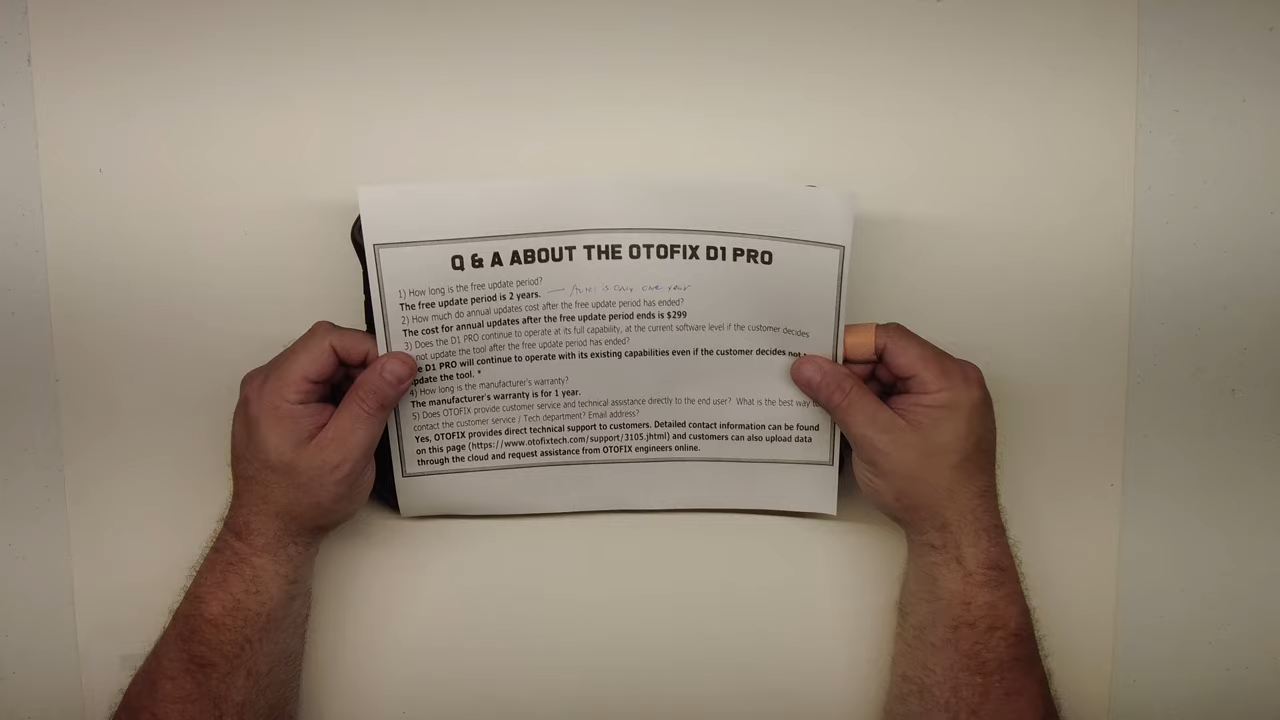 Q & A ABOUT THE OTOFIX D1 PRO
1) How long is the free update period?
The free update period is 2 years. — Autel is only one year
2) How much do annual updates cost after the free update period has ended?
The cost for annual updates after the free update period ends is $299
3) Does the D1 PRO continue to operate at its full capability, at the current software level if the customer decides
not update the tool after the free update period has ended?
D1 PRO will continue to operate with its existing capabilities even if the customer decides not
update the tool. *
4) How long is the manufacturer's warranty?
The manufacturer's warranty is for 1 year.
5) Does OTOFIX provide customer service and technical assistance directly to the end user? What is the best way
contact the customer service / Tech department? Email address?
Yes, OTOFIX provides direct technical support to customers. Detailed contact information can be found
on this page (https://www.otofixtech.com/support/3105.jhtml) and customers can also upload data
through the cloud and request assistance from OTOFIX engineers online.